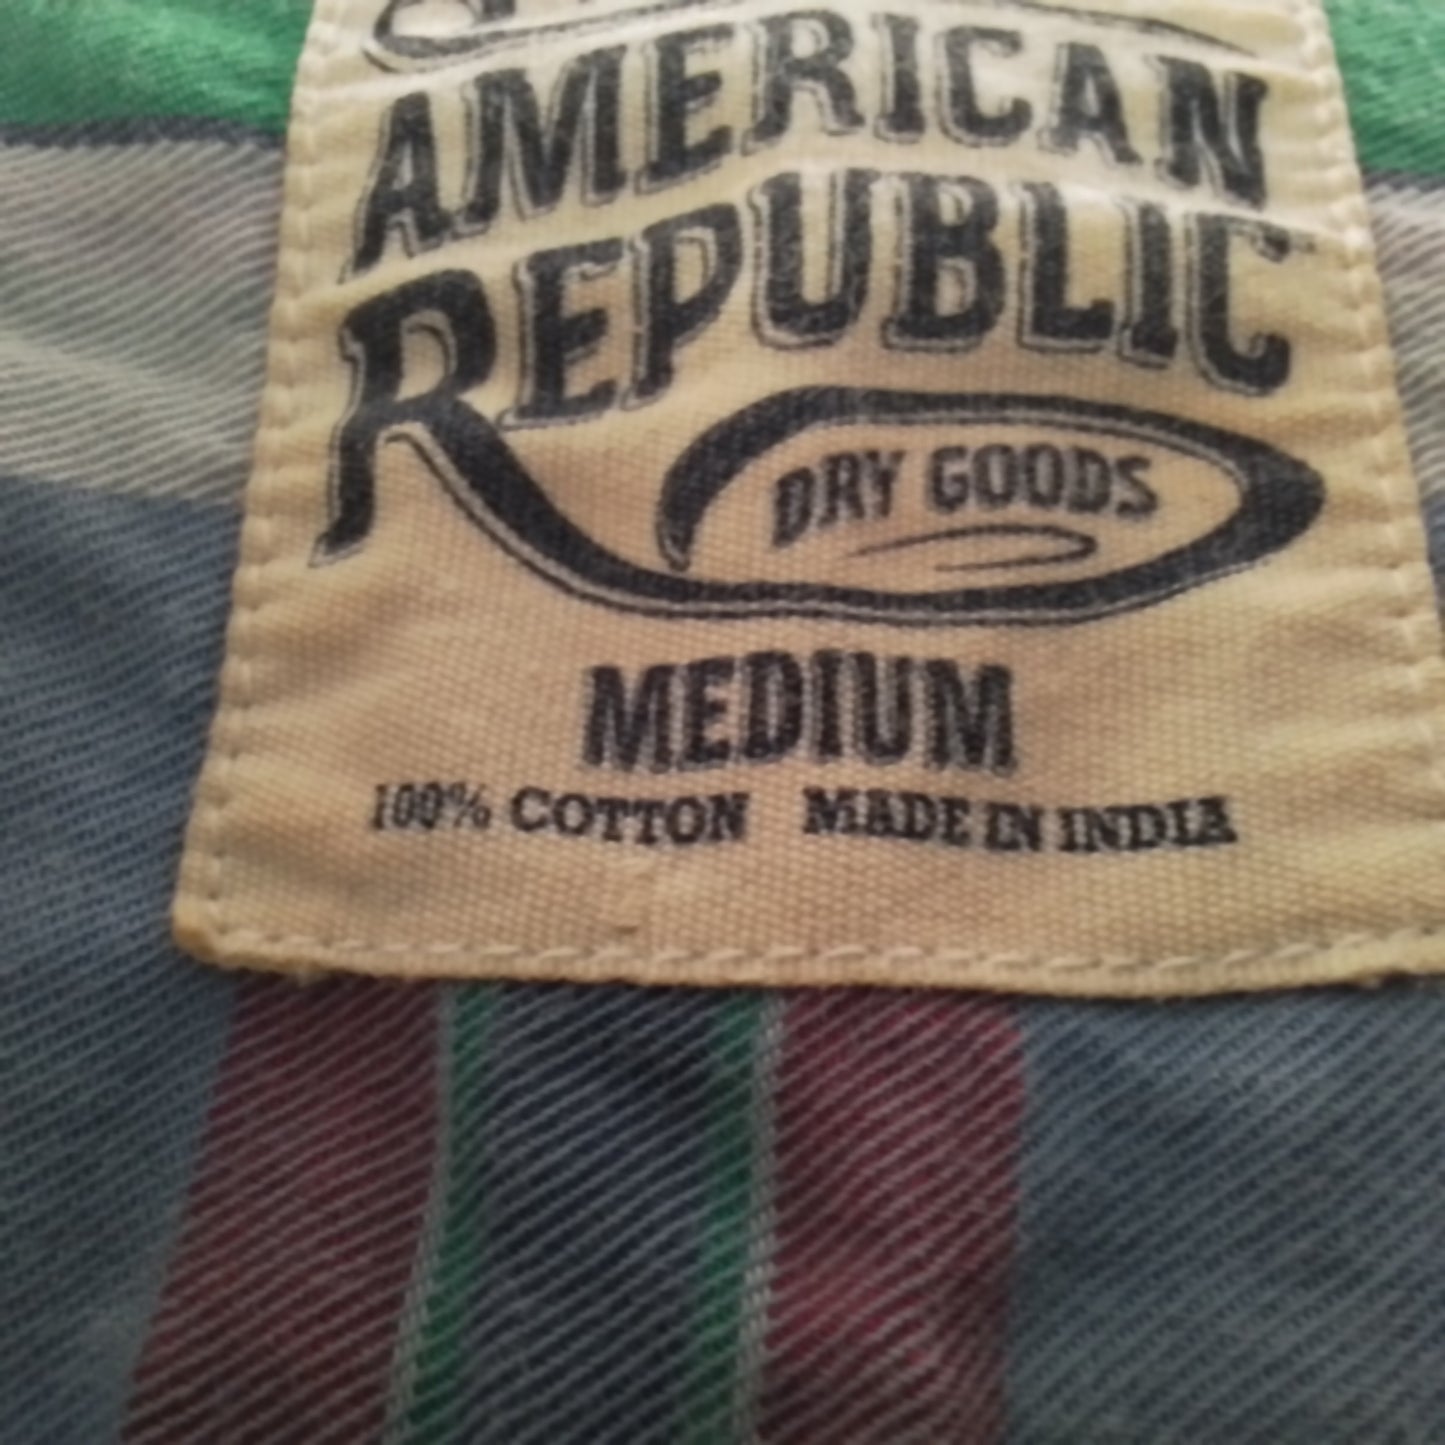 AMERICAN
REPUBLIC
DRY GOODS
MEDIUM
100% COTTON MADE IN INDIA